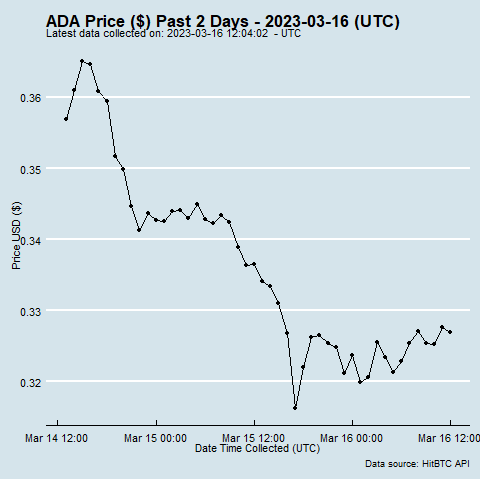 ADA Price ($) Past 2 Days - 2023-03-16 (UTC)
Latest data collected on: 2023-03-16 12:04:02 - UTC
0.36
0.35
0.34
0.33
0.32
Price USD ($)
Mar 14 12:00 Mar 15 00:00 Mar 15 12:00 Mar 16 00:00 Mar 16 12:00
Date Time Collected (UTC)
Data source: HitBTC API